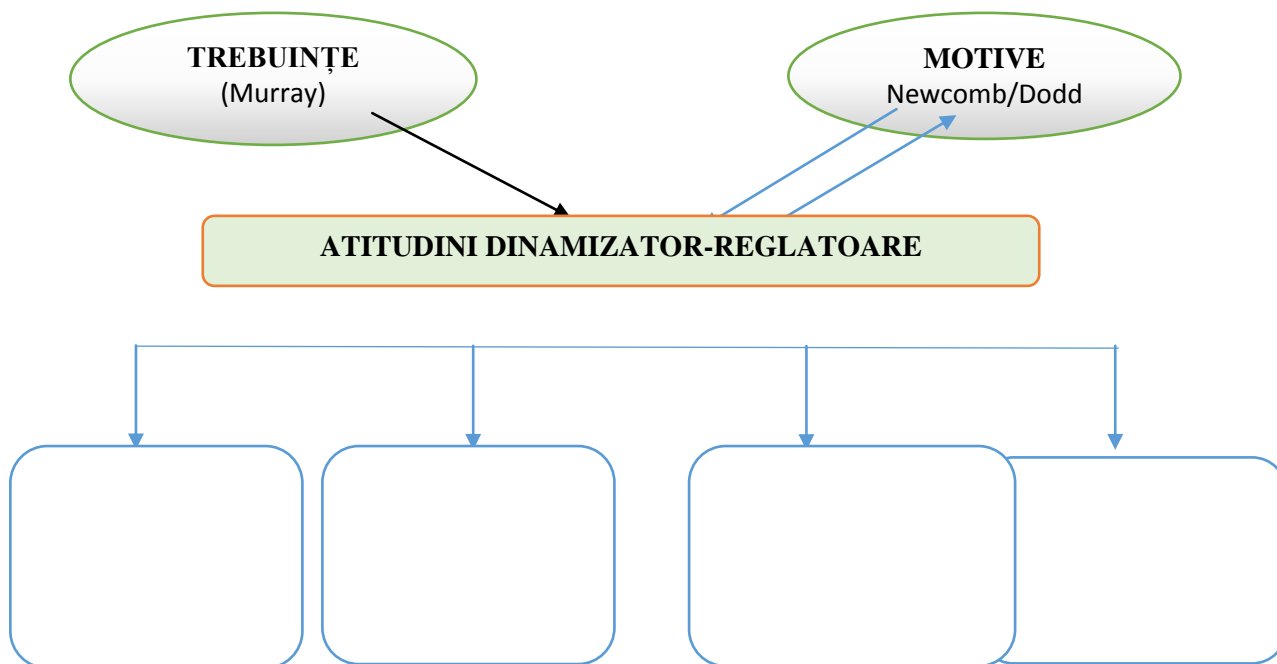 TREBUINȚE
(Murray)
MOTIVE
Newcomb/Dodd
ATITUDINI DINAMIZATOR-REGLATOARE